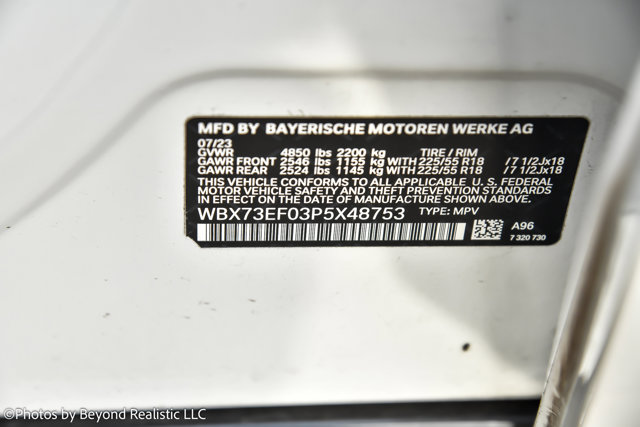 MFD BY BAYERISCHE MOTOREN WERKE AG
07/23
GVWR 4850 lbs 2200 kg TIRE / RIM
GAWR FRONT 2546 lbs 1155 kg WITH 225/55 R18 /7 1/2Jx18
GAWR REAR 2524 lbs 1145 kg WITH 225/55 R18 /7 1/2Jx18
THIS VEHICLE CONFORMS TO ALL APPLICABLE U.S. FEDERAL
MOTOR VEHICLE SAFETY AND THEFT PREVENTION STANDARDS
IN EFFECT ON THE DATE OF MANUFACTURE SHOWN ABOVE.
WBX73EF03P5X48753 TYPE: MPV
A96
7 320 730
©Photos by Beyond Realistic LLC